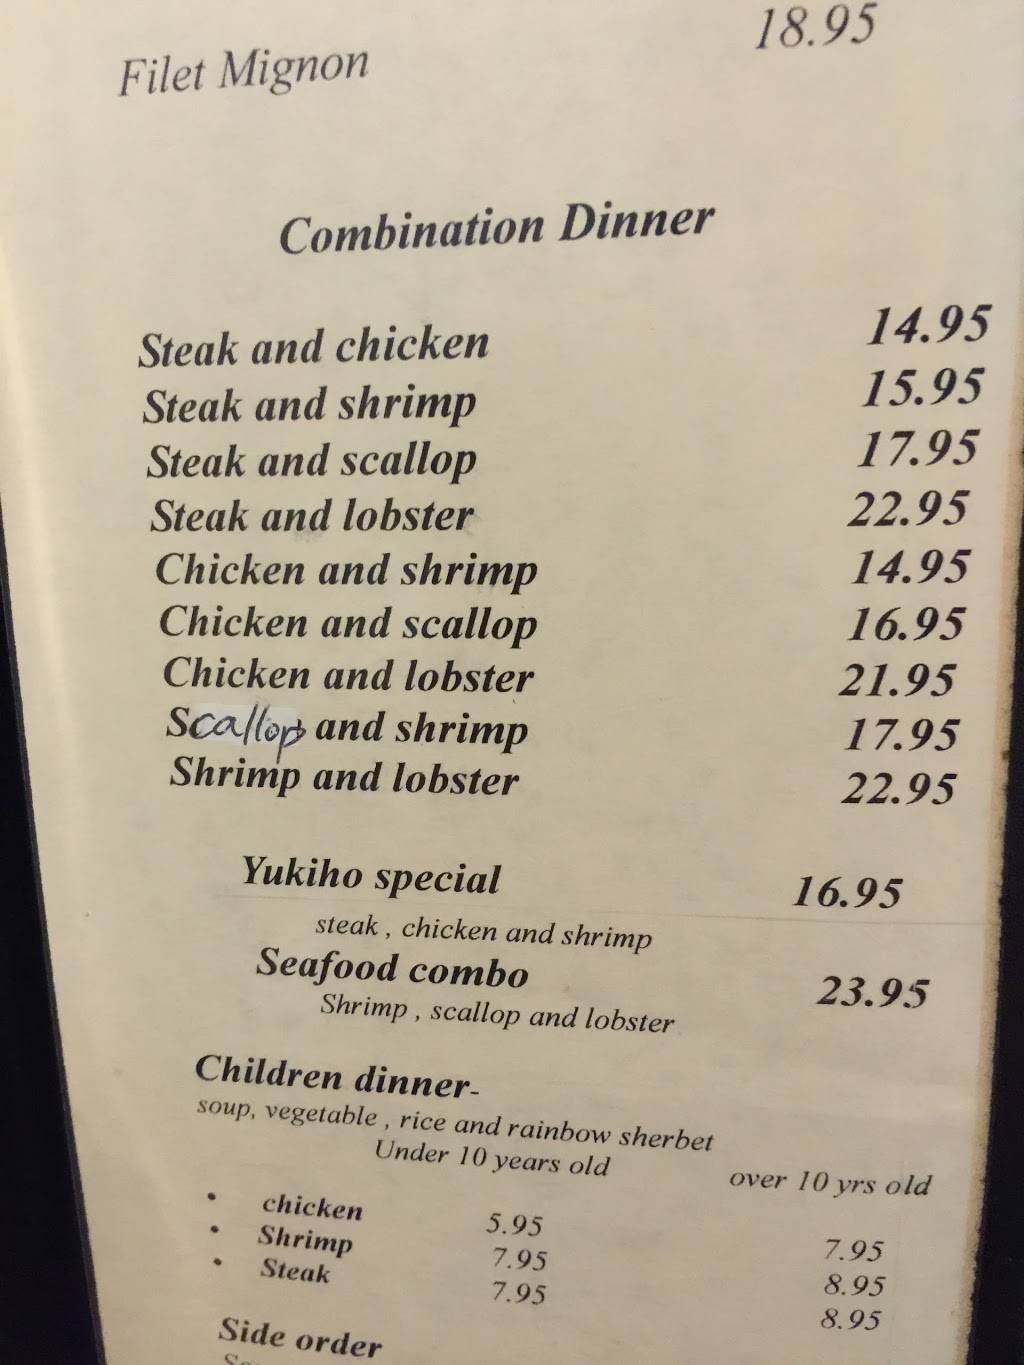 Filet Mignon 18.95
Combination Dinner
Steak and chicken 14.95
Steak and shrimp 15.95
Steak and scallop 17.95
Steak and lobster 22.95
Chicken and shrimp 14.95
Chicken and scallop 16.95
Chicken and lobster 21.95
Scallop and shrimp 17.95
Shrimp and lobster 22.95
Yukiho special 16.95
steak , chicken and shrimp
Seafood combo 23.95
Shrimp , scallop and lobster
Children dinner-
soup, vegetable , rice and rainbow sherbet
Under 10 years old over 10 yrs old
• chicken 5.95 7.95
• Shrimp 7.95 8.95
• Steak 7.95 8.95
Side order